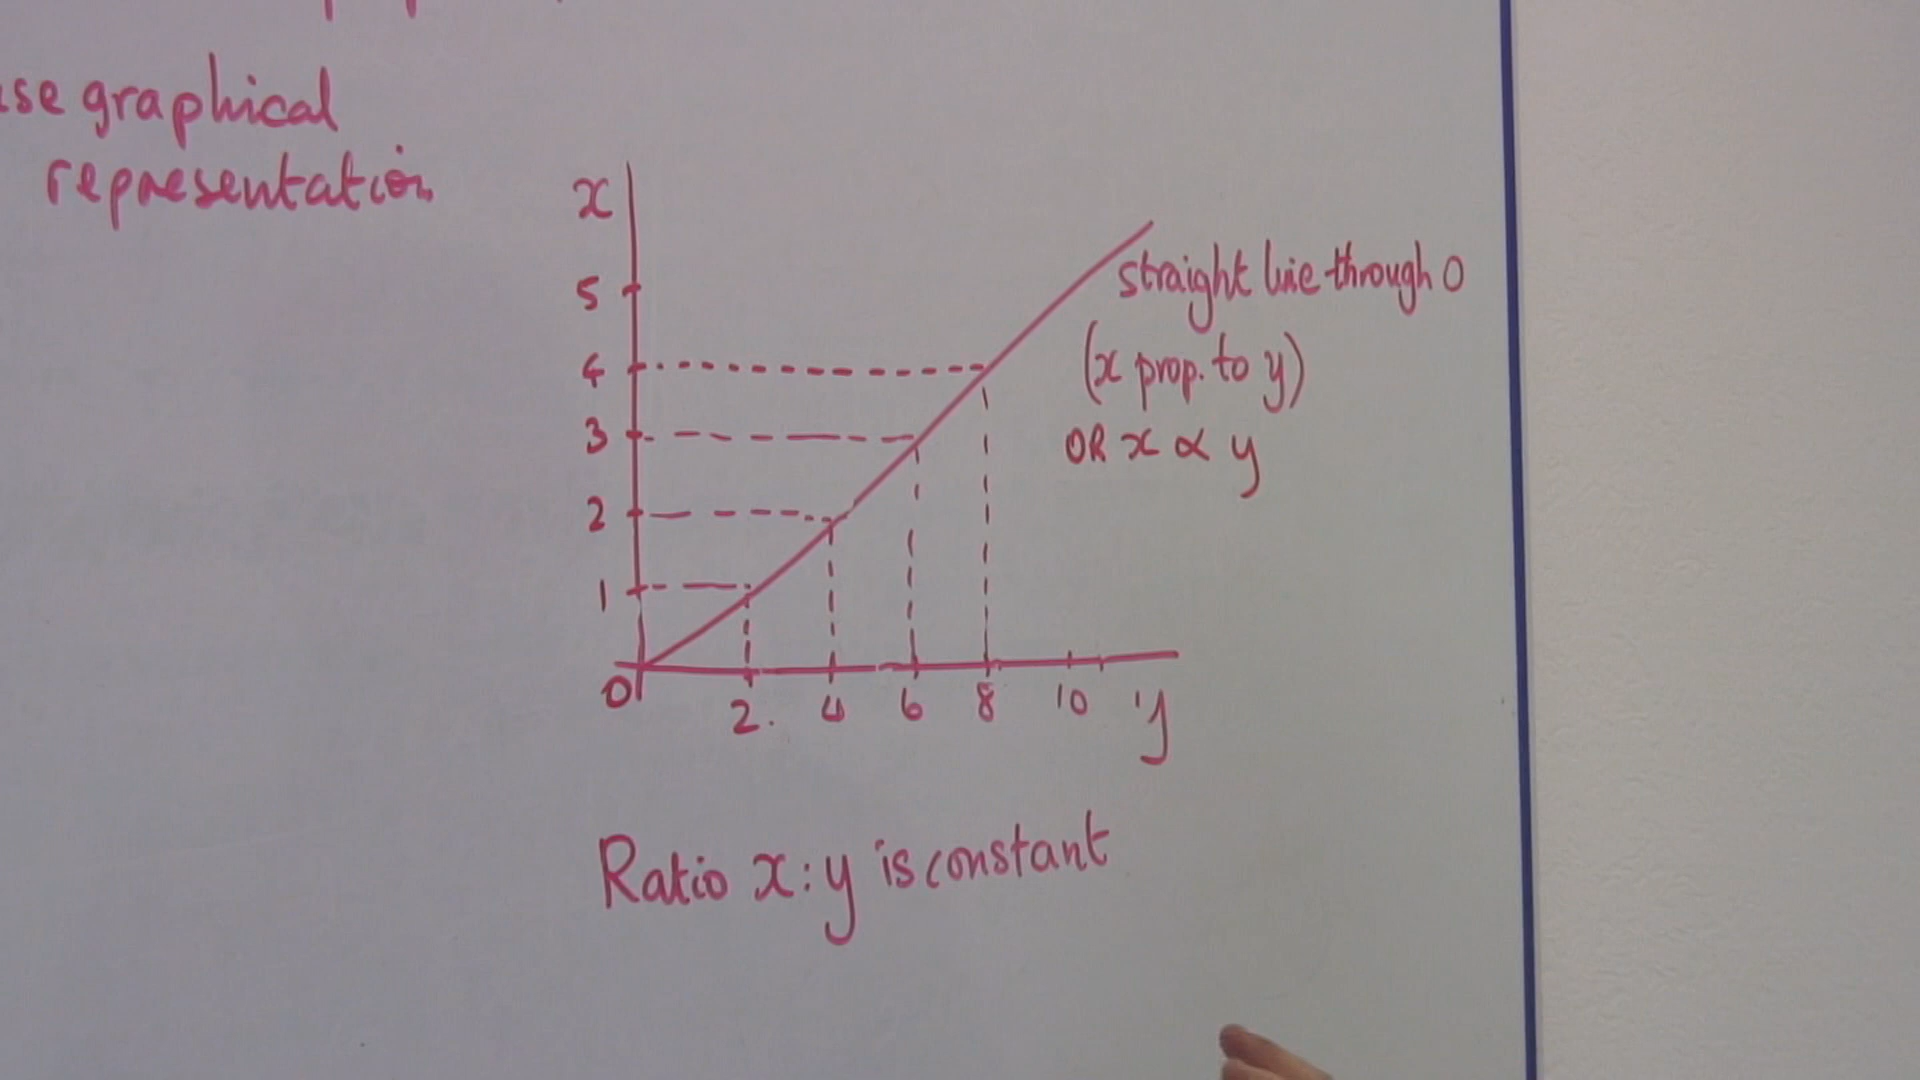 use graphical
representation
x
5
4
3
2
1
0
2.
4
6
8
10
y
straight line through 0
(x prop. to y)
OR x ∝ y
Ratio x:y is constant